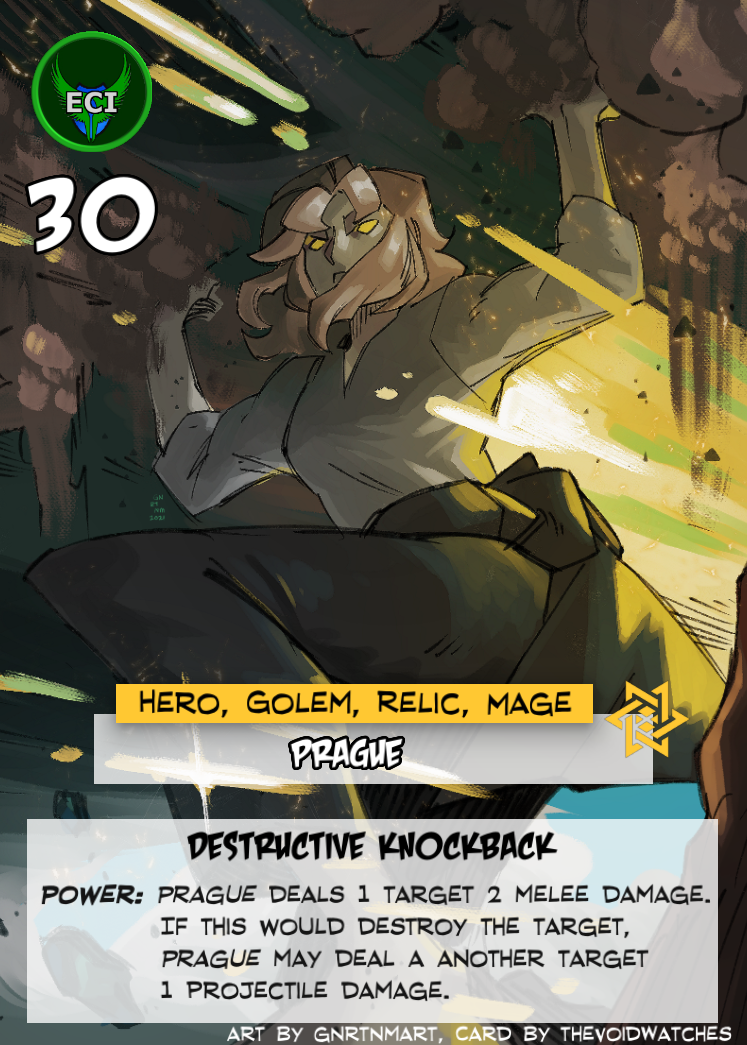 ECI
30
HERO, GOLEM, RELIC, MAGE
PRAGUE
DESTRUCTIVE KNOCKBACK
POWER: PRAGUE DEALS 1 TARGET 2 MELEE DAMAGE.
IF THIS WOULD DESTROY THE TARGET,
PRAGUE MAY DEAL A ANOTHER TARGET
1 PROJECTILE DAMAGE.
ART BY GNRTNMART, CARD BY THEVOIDWATCHES